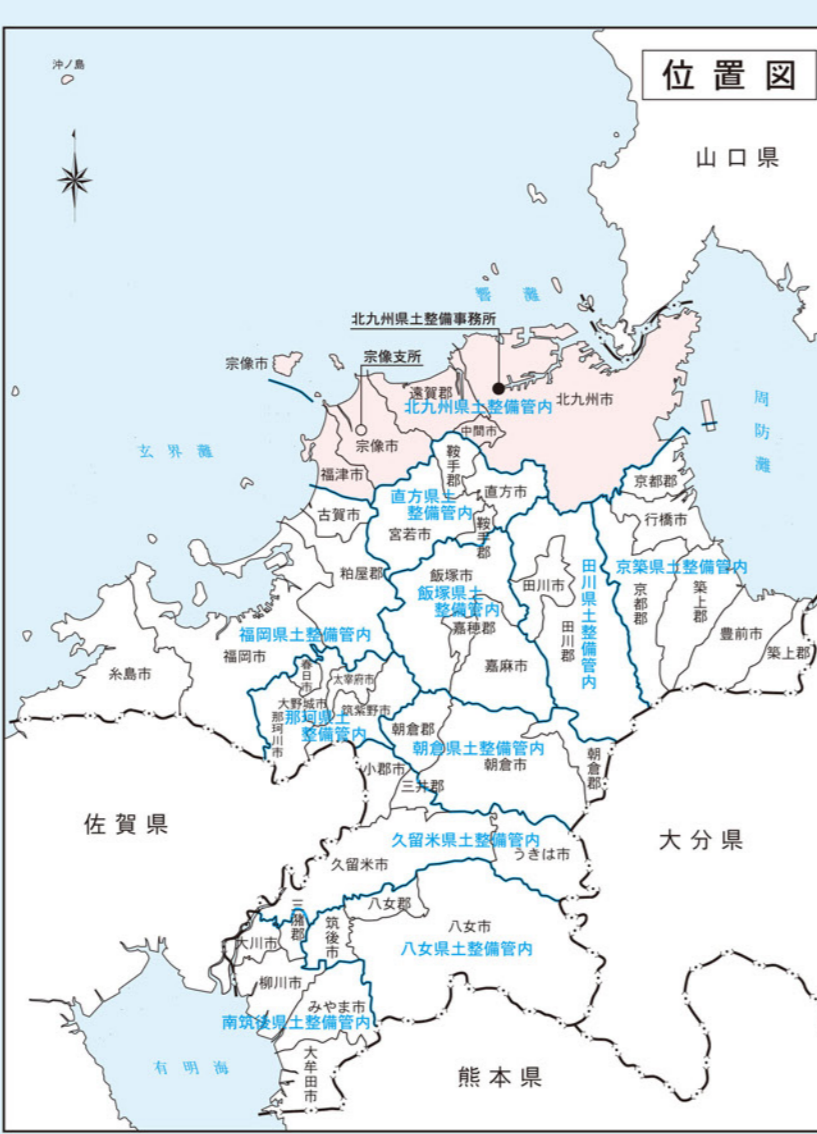 沖ノ島
位置図
山口県
響灘
北九州県土整備事務所
宗像支所
宗像市
遠賀郡
北九州県土整備管内
北九州市
周防灘
中間市
宗像市
玄界灘
鞍手郡
福津市
京都郡
直方市
直方県土
整備管内
古賀市
行橋市
鞍手郡
宮若市
京築県土整備管内
粕屋郡
飯塚市
田川市
田川県土整備管内
飯塚県土
整備管内
京都郡
築上郡
嘉穂郡
田川郡
福岡県土整備管内
豊前市
福岡市
築上郡
嘉麻市
糸島市
春日市
太宰府市
大野城市
筑紫野市
那珂川市
那珂県土
整備管内
朝倉郡
朝倉県土整備管内
朝倉市
朝倉郡
小郡市
三井郡
佐賀県
大分県
久留米県土整備管内
うきは市
久留米市
八女郡
三潴郡
筑後市
八女市
大川市
八女県土整備管内
柳川市
みやま市
南筑後県土整備管内
有明海
大牟田市
熊本県